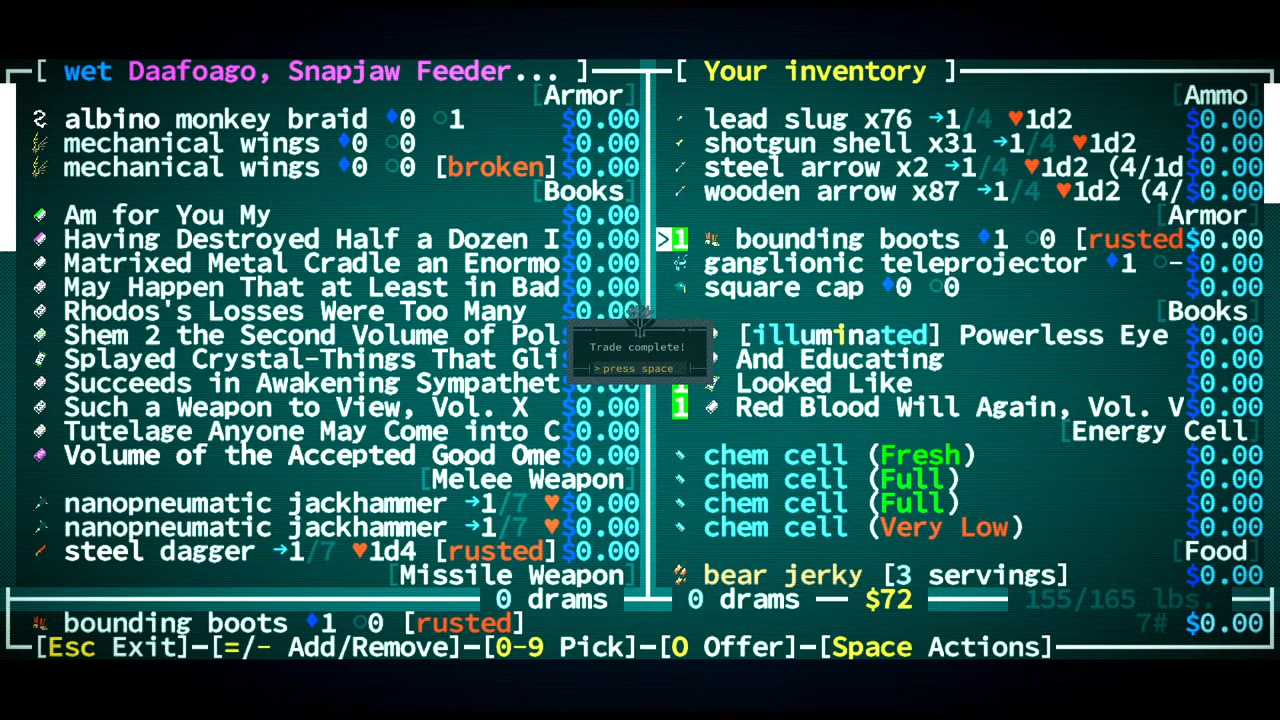 [ wet Daafoago, Snapjaw Feeder... ]
[Armor]
albino monkey braid ♦0 ○1 $0.00
mechanical wings ♦0 ○0 $0.00
mechanical wings ♦0 ○0 [broken] $0.00
[Books]
Am for You My $0.00
Having Destroyed Half a Dozen I $0.00
Matrixed Metal Cradle an Enormo $0.00
May Happen That at Least in Bad $0.00
Rhodos's Losses Were Too Many $0.00
Shem 2 the Second Volume of Pol
Splayed Crystal-Things That Gli
Succeeds in Awakening Sympathet
Such a Weapon to View, Vol. X $0.00
Tutelage Anyone May Come into C $0.00
Volume of the Accepted Good Ome $0.00
[Melee Weapon]
nanopneumatic jackhammer →1/7 ♥ $0.00
nanopneumatic jackhammer →1/7 ♥ $0.00
steel dagger →1/7 ♥1d4 [rusted] $0.00
[Missile Weapon]
0 drams
[ Your inventory ]
[Ammo]
lead slug x76 →1/4 ♥1d2 $0.00
shotgun shell x31 →1/4 ♥1d2 $0.00
steel arrow x2 →1/4 ♥1d2 (4/1d $0.00
wooden arrow x87 →1/4 ♥1d2 (4/ $0.00
[Armor]
>1 bounding boots ♦1 ○0 [rusted $0.00
ganglionic teleprojector ♦1 ○- $0.00
square cap ♦0 ○0 $0.00
[Books]
[illuminated] Powerless Eye $0.00
And Educating $0.00
1 Looked Like $0.00
1 Red Blood Will Again, Vol. V $0.00
[Energy Cell]
chem cell (Fresh) $0.00
chem cell (Full) $0.00
chem cell (Full) $0.00
chem cell (Very Low) $0.00
[Food]
bear jerky [3 servings] $0.00
0 drams — $72 155/165 lbs.
Trade complete!
>press space
bounding boots ♦1 ○0 [rusted] 7# $0.00
[Esc Exit]—[=/- Add/Remove]—[0-9 Pick]—[O Offer]—[Space Actions]